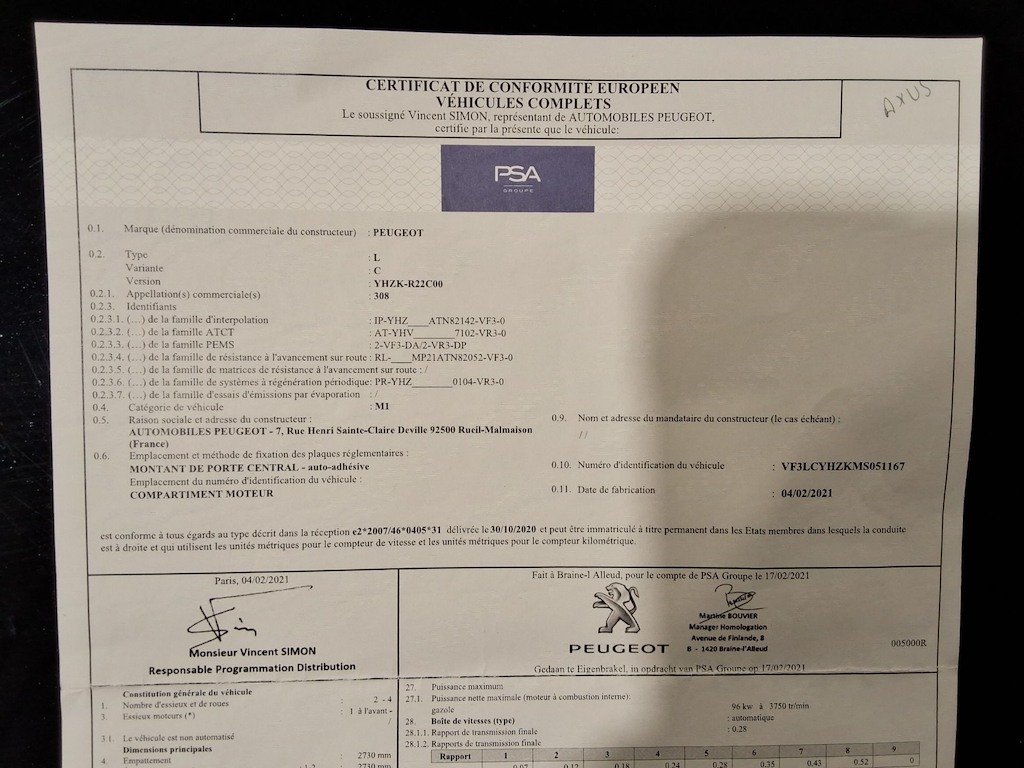 CERTIFICAT DE CONFORMITE EUROPEEN
VÉHICULES COMPLETS
Le soussigné Vincent SIMON, représentant de AUTOMOBILES PEUGEOT,
certifie par la présente que le véhicule:
AXUS
PSA
GROUPE
0.1. Marque (dénomination commerciale du constructeur) : PEUGEOT
0.2. Type : L
Variante : C
Version : YHZK-R22C00
0.2.1. Appellation(s) commerciale(s) : 308
0.2.3. Identifiants
0.2.3.1. (...) de la famille d'interpolation : IP-YHZ____ATN82142-VF3-0
0.2.3.2. (...) de la famille ATCT : AT-YHV________7102-VR3-0
0.2.3.3. (...) de la famille PEMS : 2-VF3-DA/2-VR3-DP
0.2.3.4. (...) de la famille de résistance à l'avancement sur route : RL-____MP21ATN82052-VF3-0
0.2.3.5. (...) de la famille de matrices de résistance à l'avancement sur route : /
0.2.3.6. (...) de la famille de systèmes à régénération périodique: PR-YHZ________0104-VR3-0
0.2.3.7. (...) de la famille d'essais d'émissions par évaporation : /
0.4. Catégorie de véhicule : M1
0.5. Raison sociale et adresse du constructeur :
AUTOMOBILES PEUGEOT - 7, Rue Henri Sainte-Claire Deville 92500 Rueil-Malmaison
(France)
0.6. Emplacement et méthode de fixation des plaques réglementaires :
MONTANT DE PORTE CENTRAL - auto-adhésive
Emplacement du numéro d'identification du véhicule :
COMPARTIMENT MOTEUR
0.9. Nom et adresse du mandataire du constructeur (le cas échéant) :
/ /
0.10. Numéro d'identification du véhicule : VF3LCYHZKMS051167
0.11. Date de fabrication : 04/02/2021
est conforme à tous égards au type décrit dans la réception e2*2007/46*0405*31 délivrée le 30/10/2020 et peut être immatriculé à titre permanent dans les Etats membres dans lesquels la conduite
est à droite et qui utilisent les unités métriques pour le compteur de vitesse et les unités métriques pour le compteur kilométrique.
Paris, 04/02/2021
Monsieur Vincent SIMON
Responsable Programmation Distribution
Fait à Braine-l Alleud, pour le compte de PSA Groupe le 17/02/2021
PEUGEOT
Martine BOUVIER
Manager Homologation
Avenue de Finlande, 8
B - 1420 Braine-l'Alleud
005000R
Gedaan te Eigenbrakel, in opdracht van PSA Groupe op 17/02/2021
Constitution générale du véhicule
1. Nombre d'essieux et de roues : 2 - 4
3. Essieux moteurs (*) : 1 à l'avant -
/
3.1. Le véhicule est non automatisé
Dimensions principales
4. Empattement : 2730 mm
2730 mm
27. Puissance maximum
27.1. Puissance nette maximale (moteur à combustion interne):
gazole 96 kw à 3750 tr/min
28. Boîte de vitesses (type) : automatique
28.1.1. Rapport de transmission finale : 0.28
28.1.2. Rapports de transmission finale
Rapport 1 2 3 4 5 6 7 8 9
0.07 0.12 0.18 0.24 0.28 0.35 0.43 0.52 0